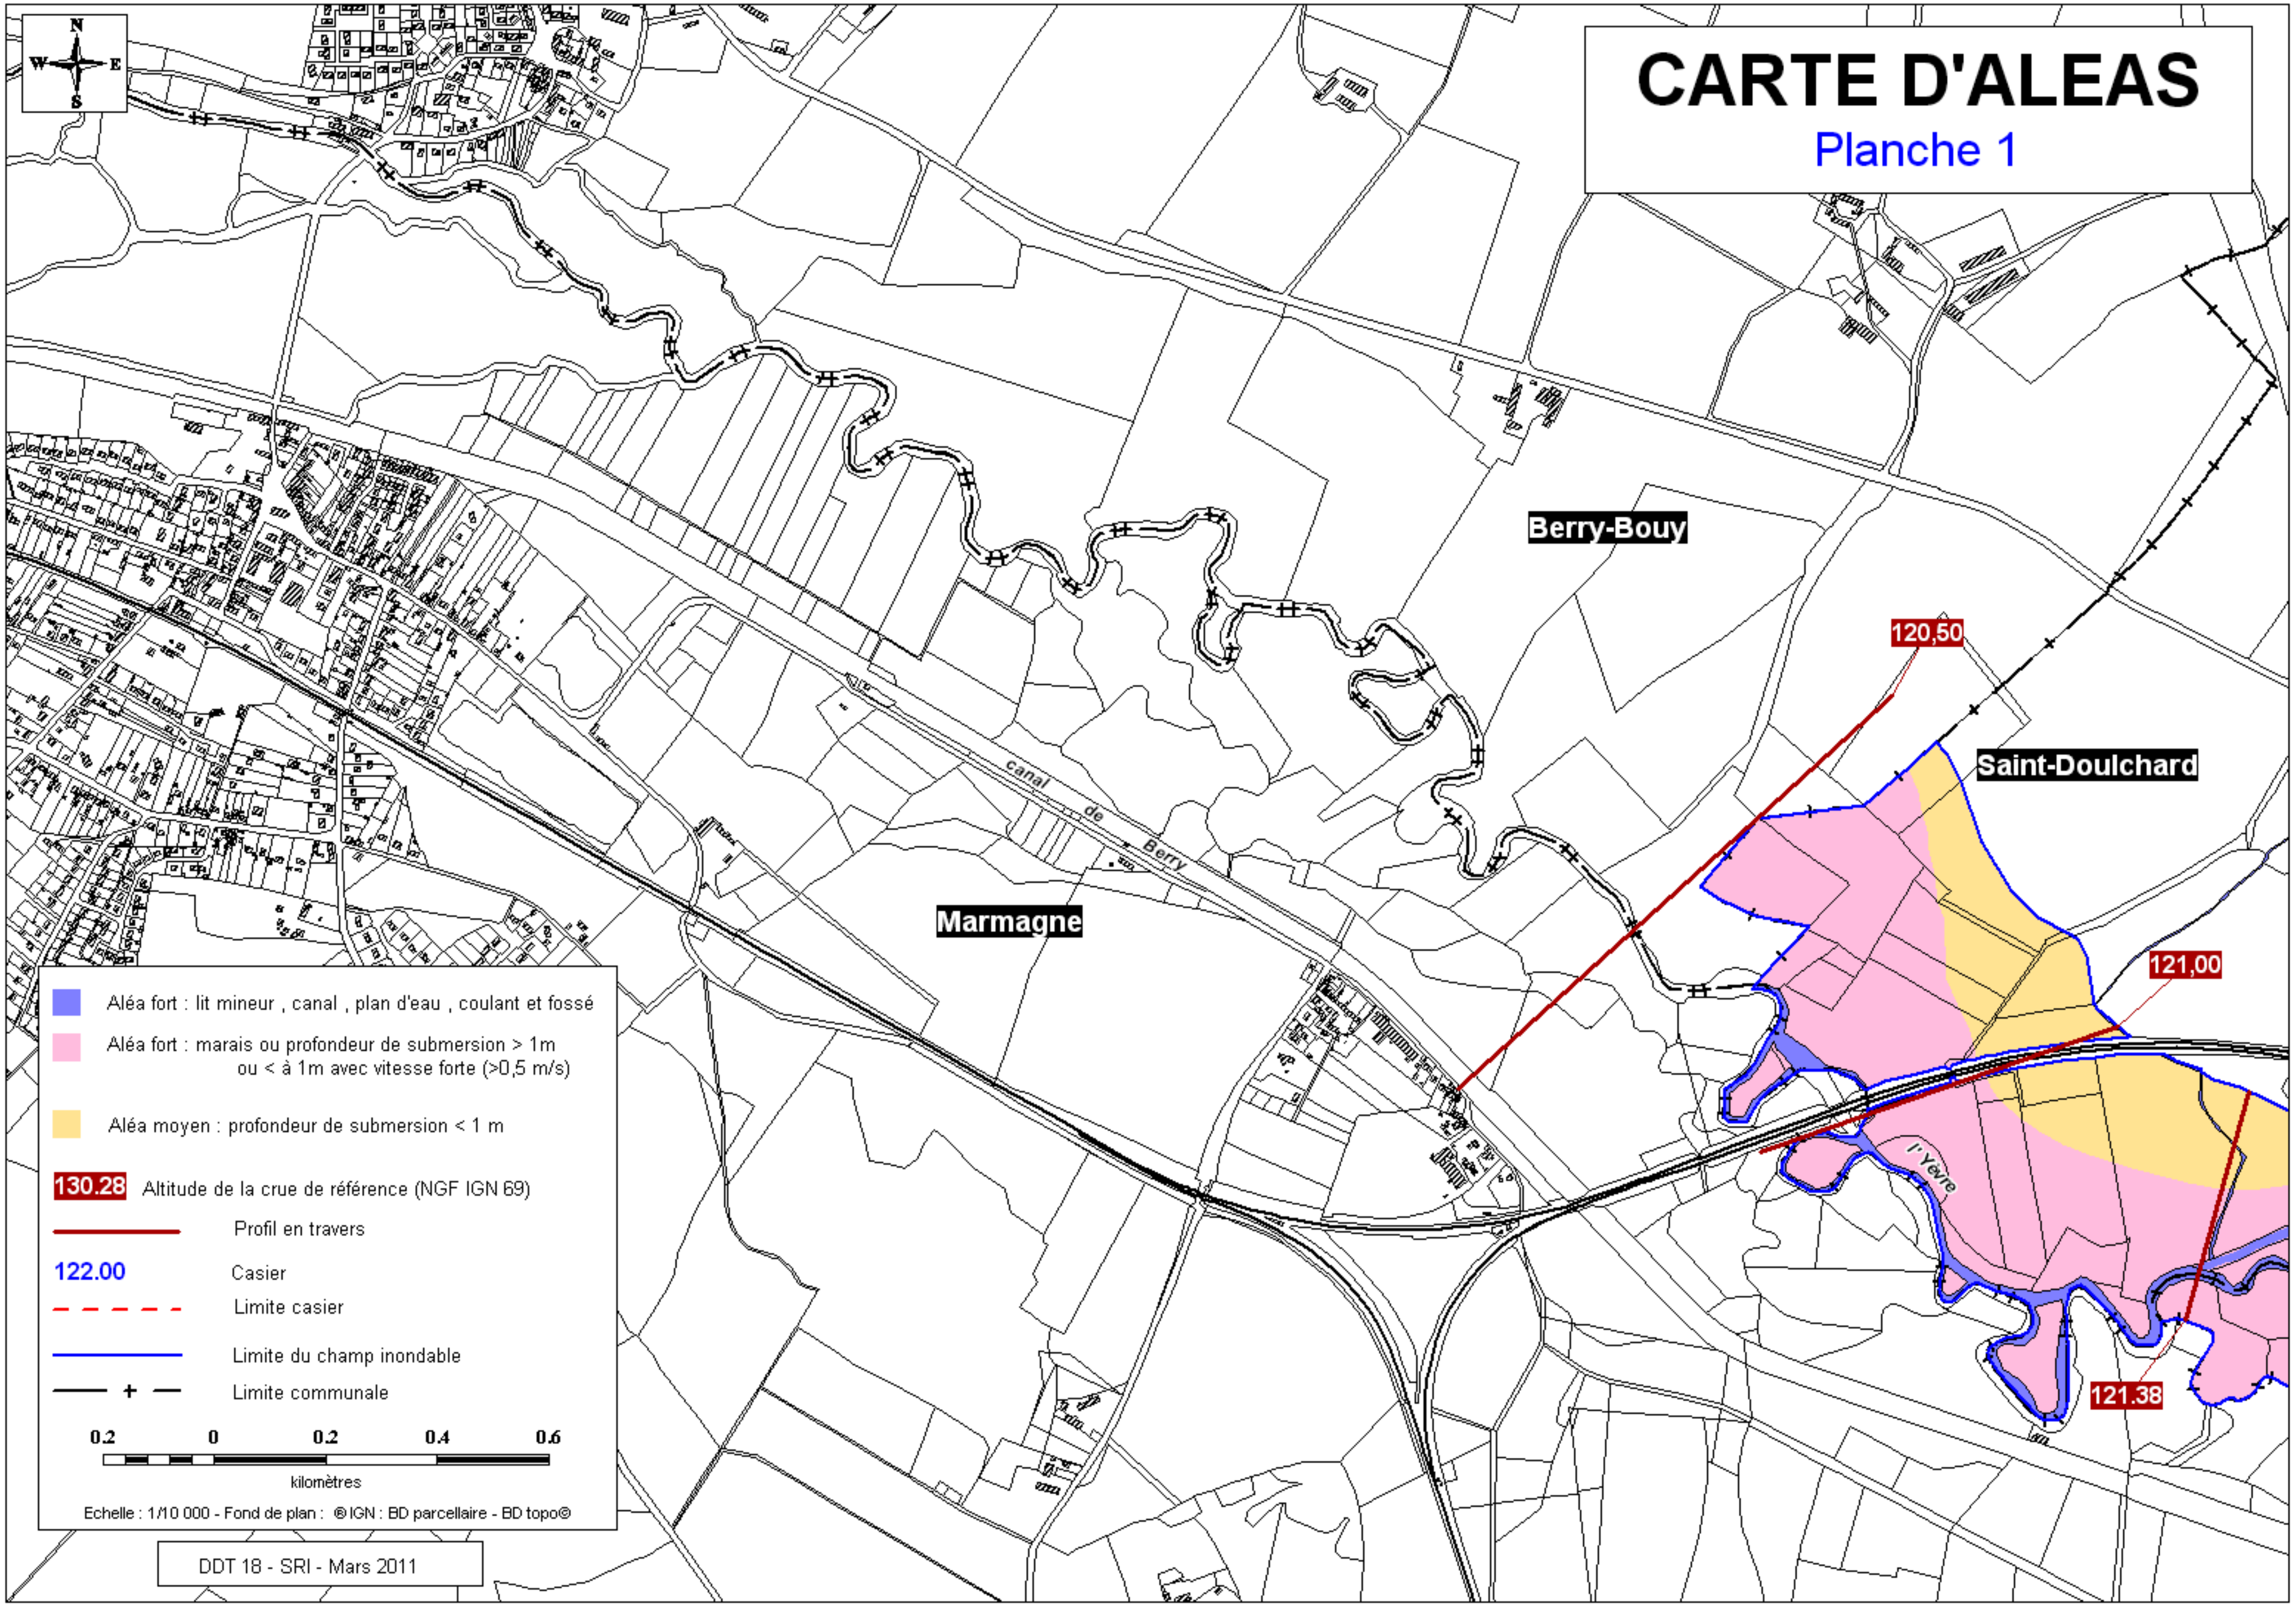 N
W E
S
CARTE D'ALEAS
Planche 1
Berry-Bouy
120,50
Saint-Doulchard
canal de Berry
Marmagne
121,00
l'Yèvre
121.38
Aléa fort : lit mineur , canal , plan d'eau , coulant et fossé
Aléa fort : marais ou profondeur de submersion > 1m
ou < à 1m avec vitesse forte (>0,5 m/s)
Aléa moyen : profondeur de submersion < 1 m
130.28 Altitude de la crue de référence (NGF IGN 69)
Profil en travers
122.00 Casier
Limite casier
Limite du champ inondable
Limite communale
0.2 0 0.2 0.4 0.6
kilomètres
Echelle : 1/10 000 - Fond de plan : ®IGN : BD parcellaire - BD topo©
DDT 18 - SRI - Mars 2011